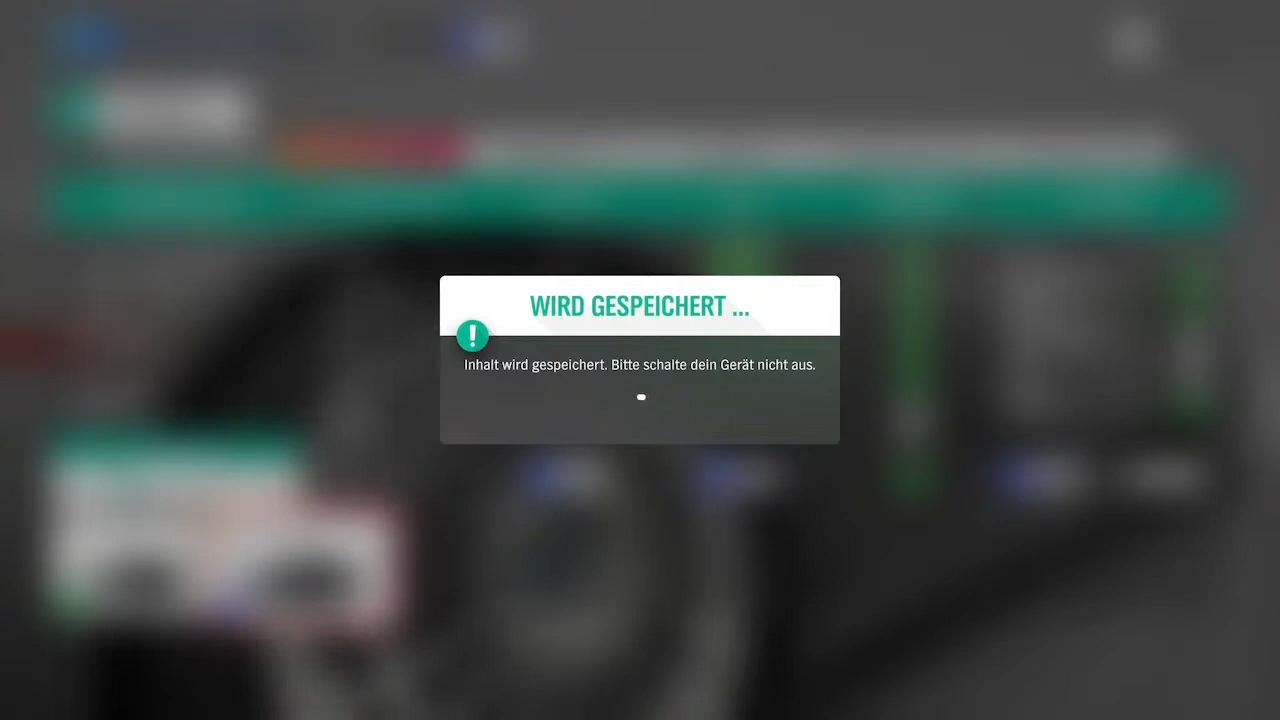 WIRD GESPEICHERT ...
Inhalt wird gespeichert. Bitte schalte dein Gerät nicht aus.